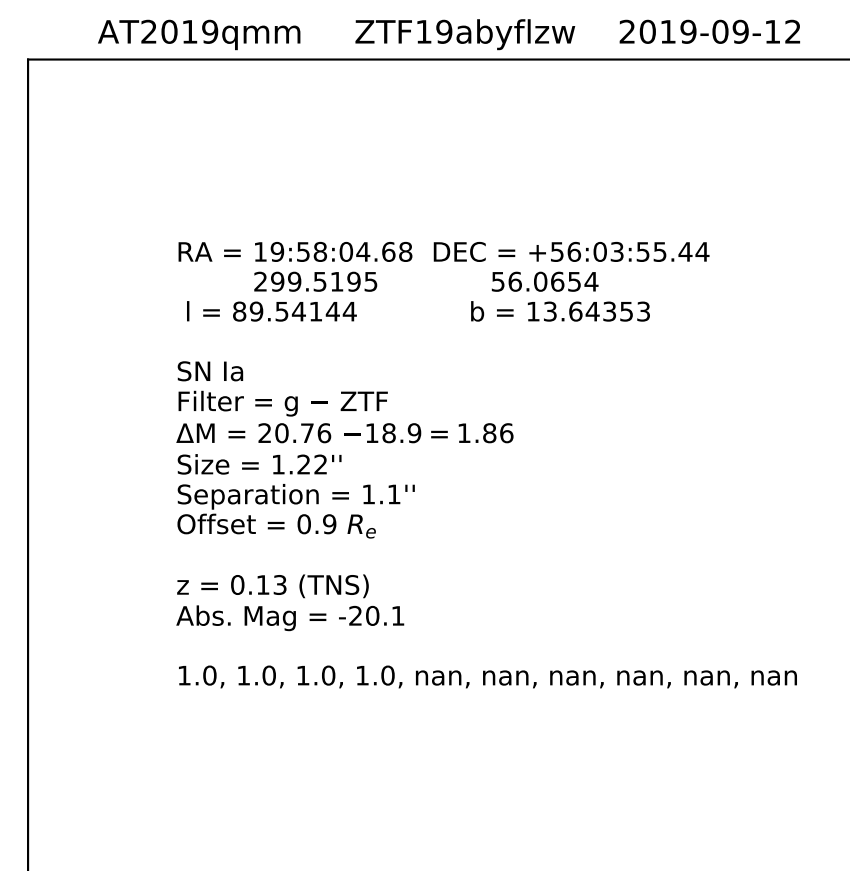 AT2019qmm ZTF19abyflzw 2019-09-12
RA = 19:58:04.68 DEC = +56:03:55.44
299.5195 56.0654
l = 89.54144 b = 13.64353
SN Ia
Filter = g − ZTF
ΔM = 20.76 −18.9 = 1.86
Size = 1.22''
Separation = 1.1''
Offset = 0.9 Re
z = 0.13 (TNS)
Abs. Mag = -20.1
1.0, 1.0, 1.0, 1.0, nan, nan, nan, nan, nan, nan